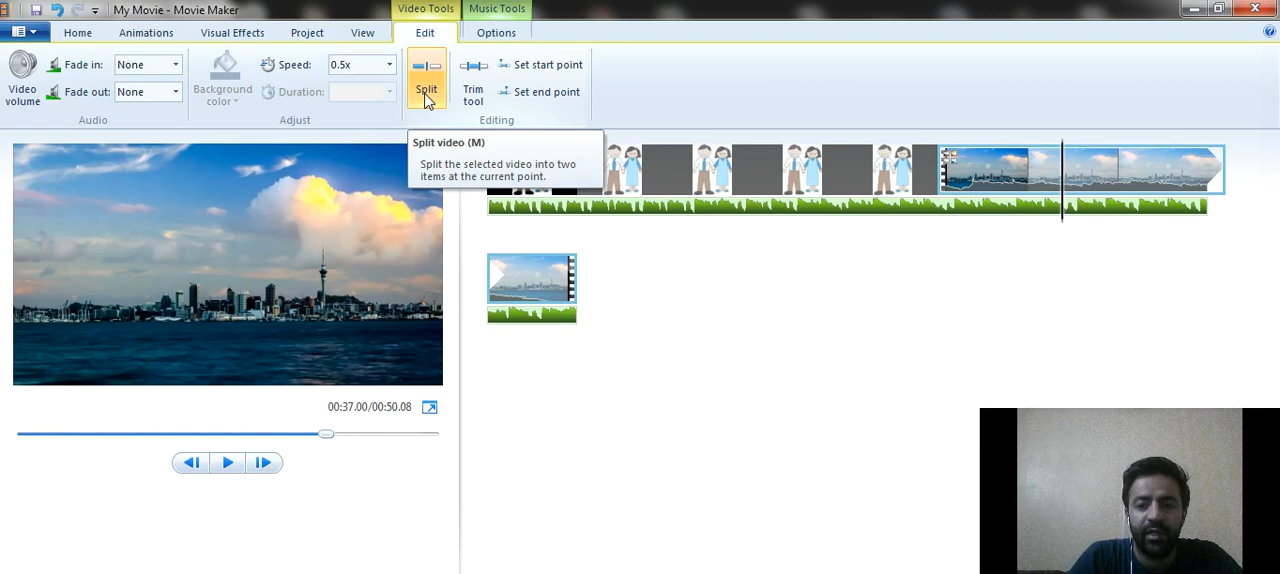 My Movie - Movie Maker
Video Tools
Music Tools
Home
Animations
Visual Effects
Project
View
Edit
Options
Video
volume
Fade in:
None
Fade out:
None
Audio
Background
color
Speed:
0.5x
Duration:
Adjust
Split
Trim
tool
Set start point
Set end point
Editing
Split video (M)
Split the selected video into two
items at the current point.
00:37.00/00:50.08